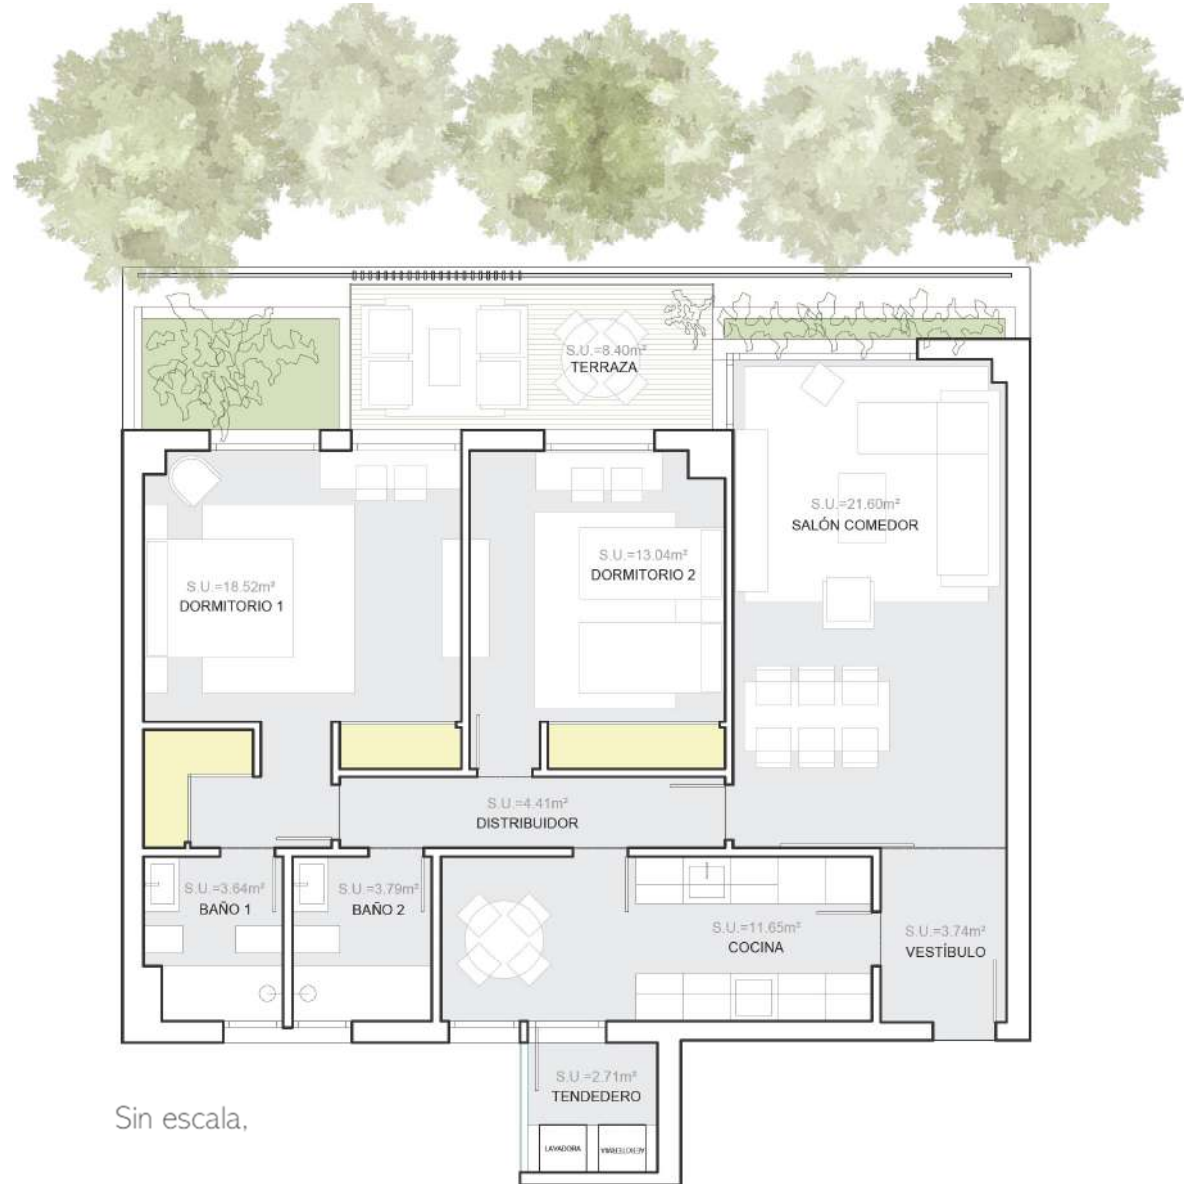 S.U.=8.40m²
TERRAZA
S.U.=21.60m²
SALÓN COMEDOR
S.U.=13.04m²
DORMITORIO 2
S.U.=18.52m²
DORMITORIO 1
S.U.=4.41m²
DISTRIBUIDOR
S.U.=3.64m²
BAÑO 1
S.U.=3.79m²
BAÑO 2
S.U.=11.65m²
COCINA
S.U.=3.74m²
VESTÍBULO
S.U.=2.71m²
TENDEDERO
LAVADORA
AEROTERMIA
Sin escala,